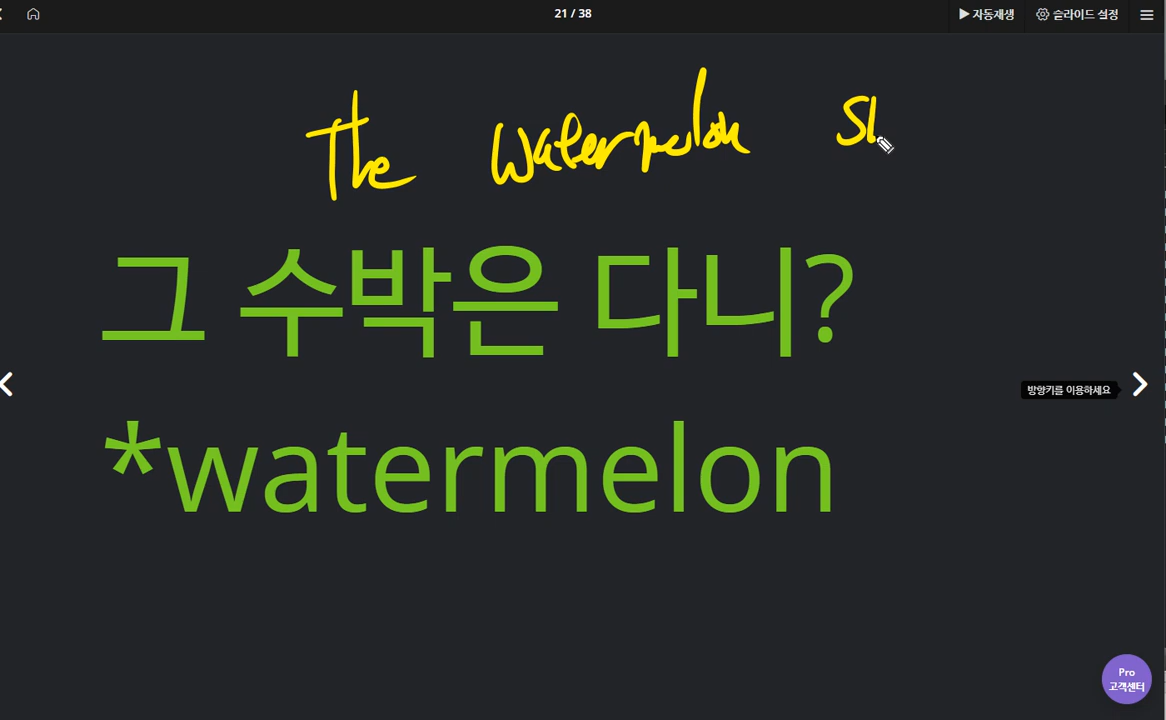 21 / 38
▶ 자동재생
슬라이드 설정
The watermelon
그 수박은 다니?
방향키를 이용하세요
*watermelon
Pro
고객센터